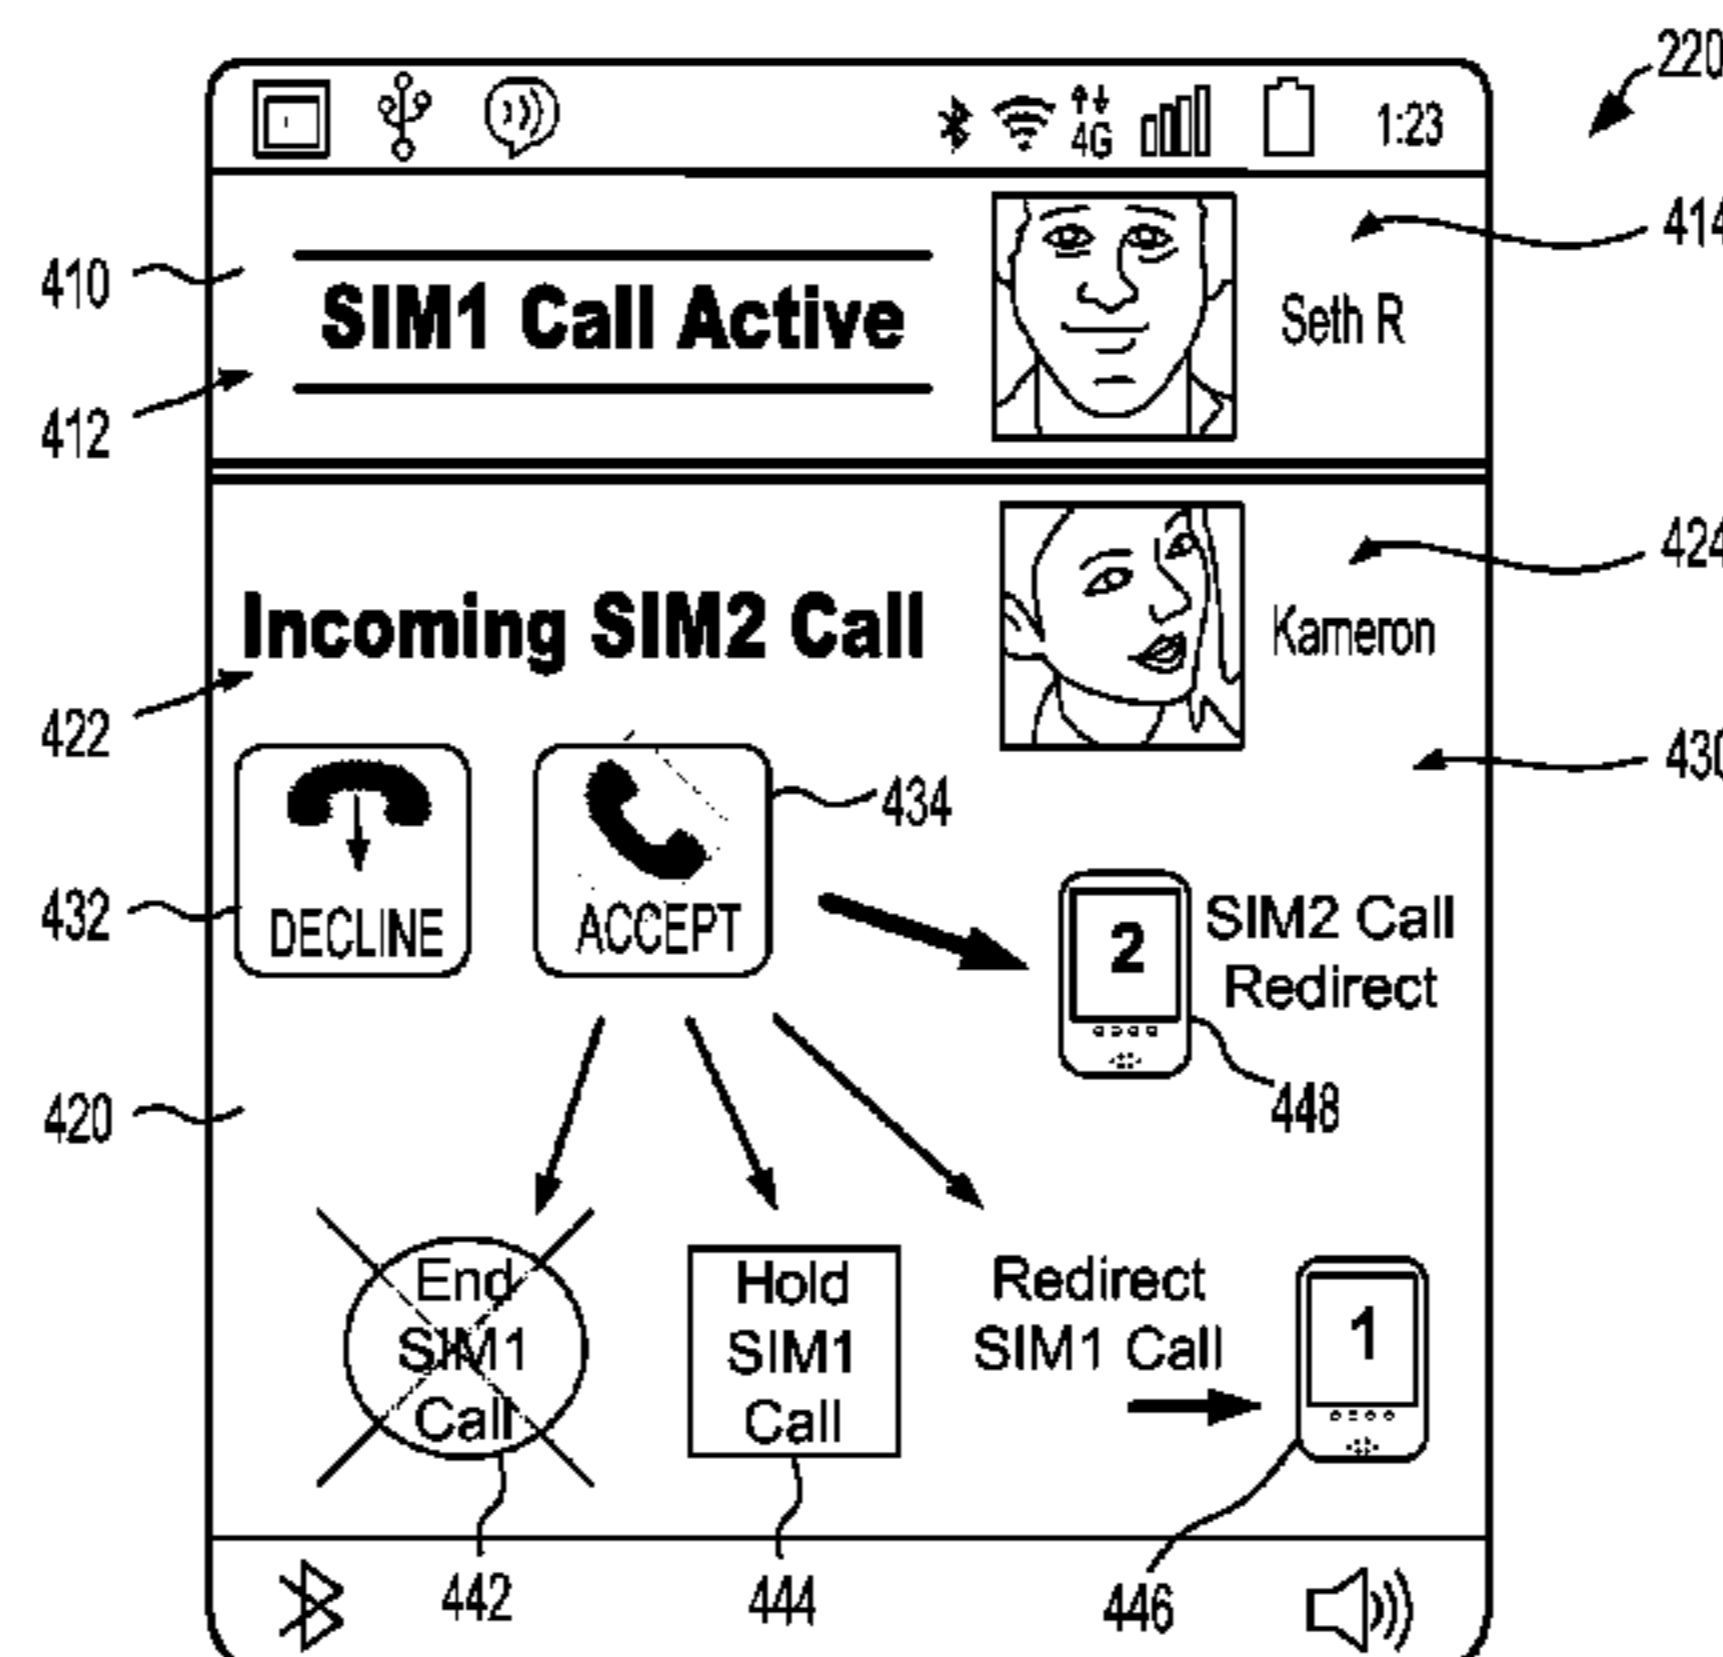 220
4G
1:23
414
410
SIM1 Call Active
Seth R
412
424
Incoming SIM2 Call
Kameron
422
430
434
432
DECLINE
ACCEPT
2
SIM2 Call
Redirect
448
420
End
SIM1
Call
Hold
SIM1
Call
Redirect
SIM1 Call
1
442
444
446